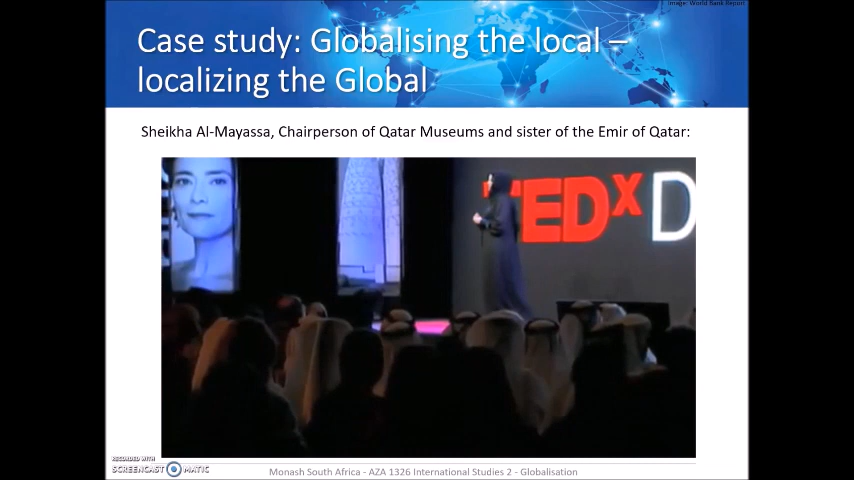 Image: World Bank Report
Case study: Globalising the local –
localizing the Global
Sheikha Al-Mayassa, Chairperson of Qatar Museums and sister of the Emir of Qatar:
TEDx D
RECORDED WITH
SCREENCAST MATIC
Monash South Africa - AZA 1326 International Studies 2 - Globalisation